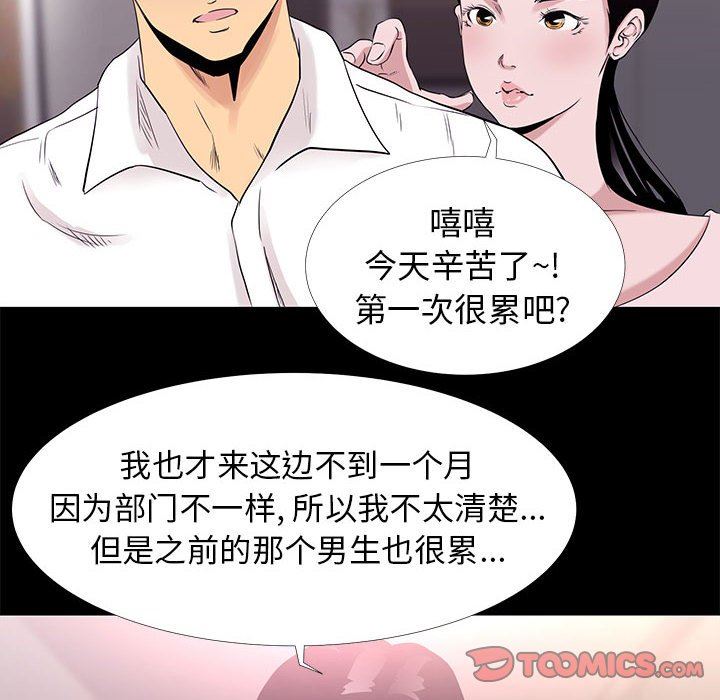 嘻嘻
今天辛苦了~!
第一次很累吧?
我也才来这边不到一个月
因为部门不一样, 所以我不太清楚...
但是之前的那个男生也很累...
TOOMICS.com